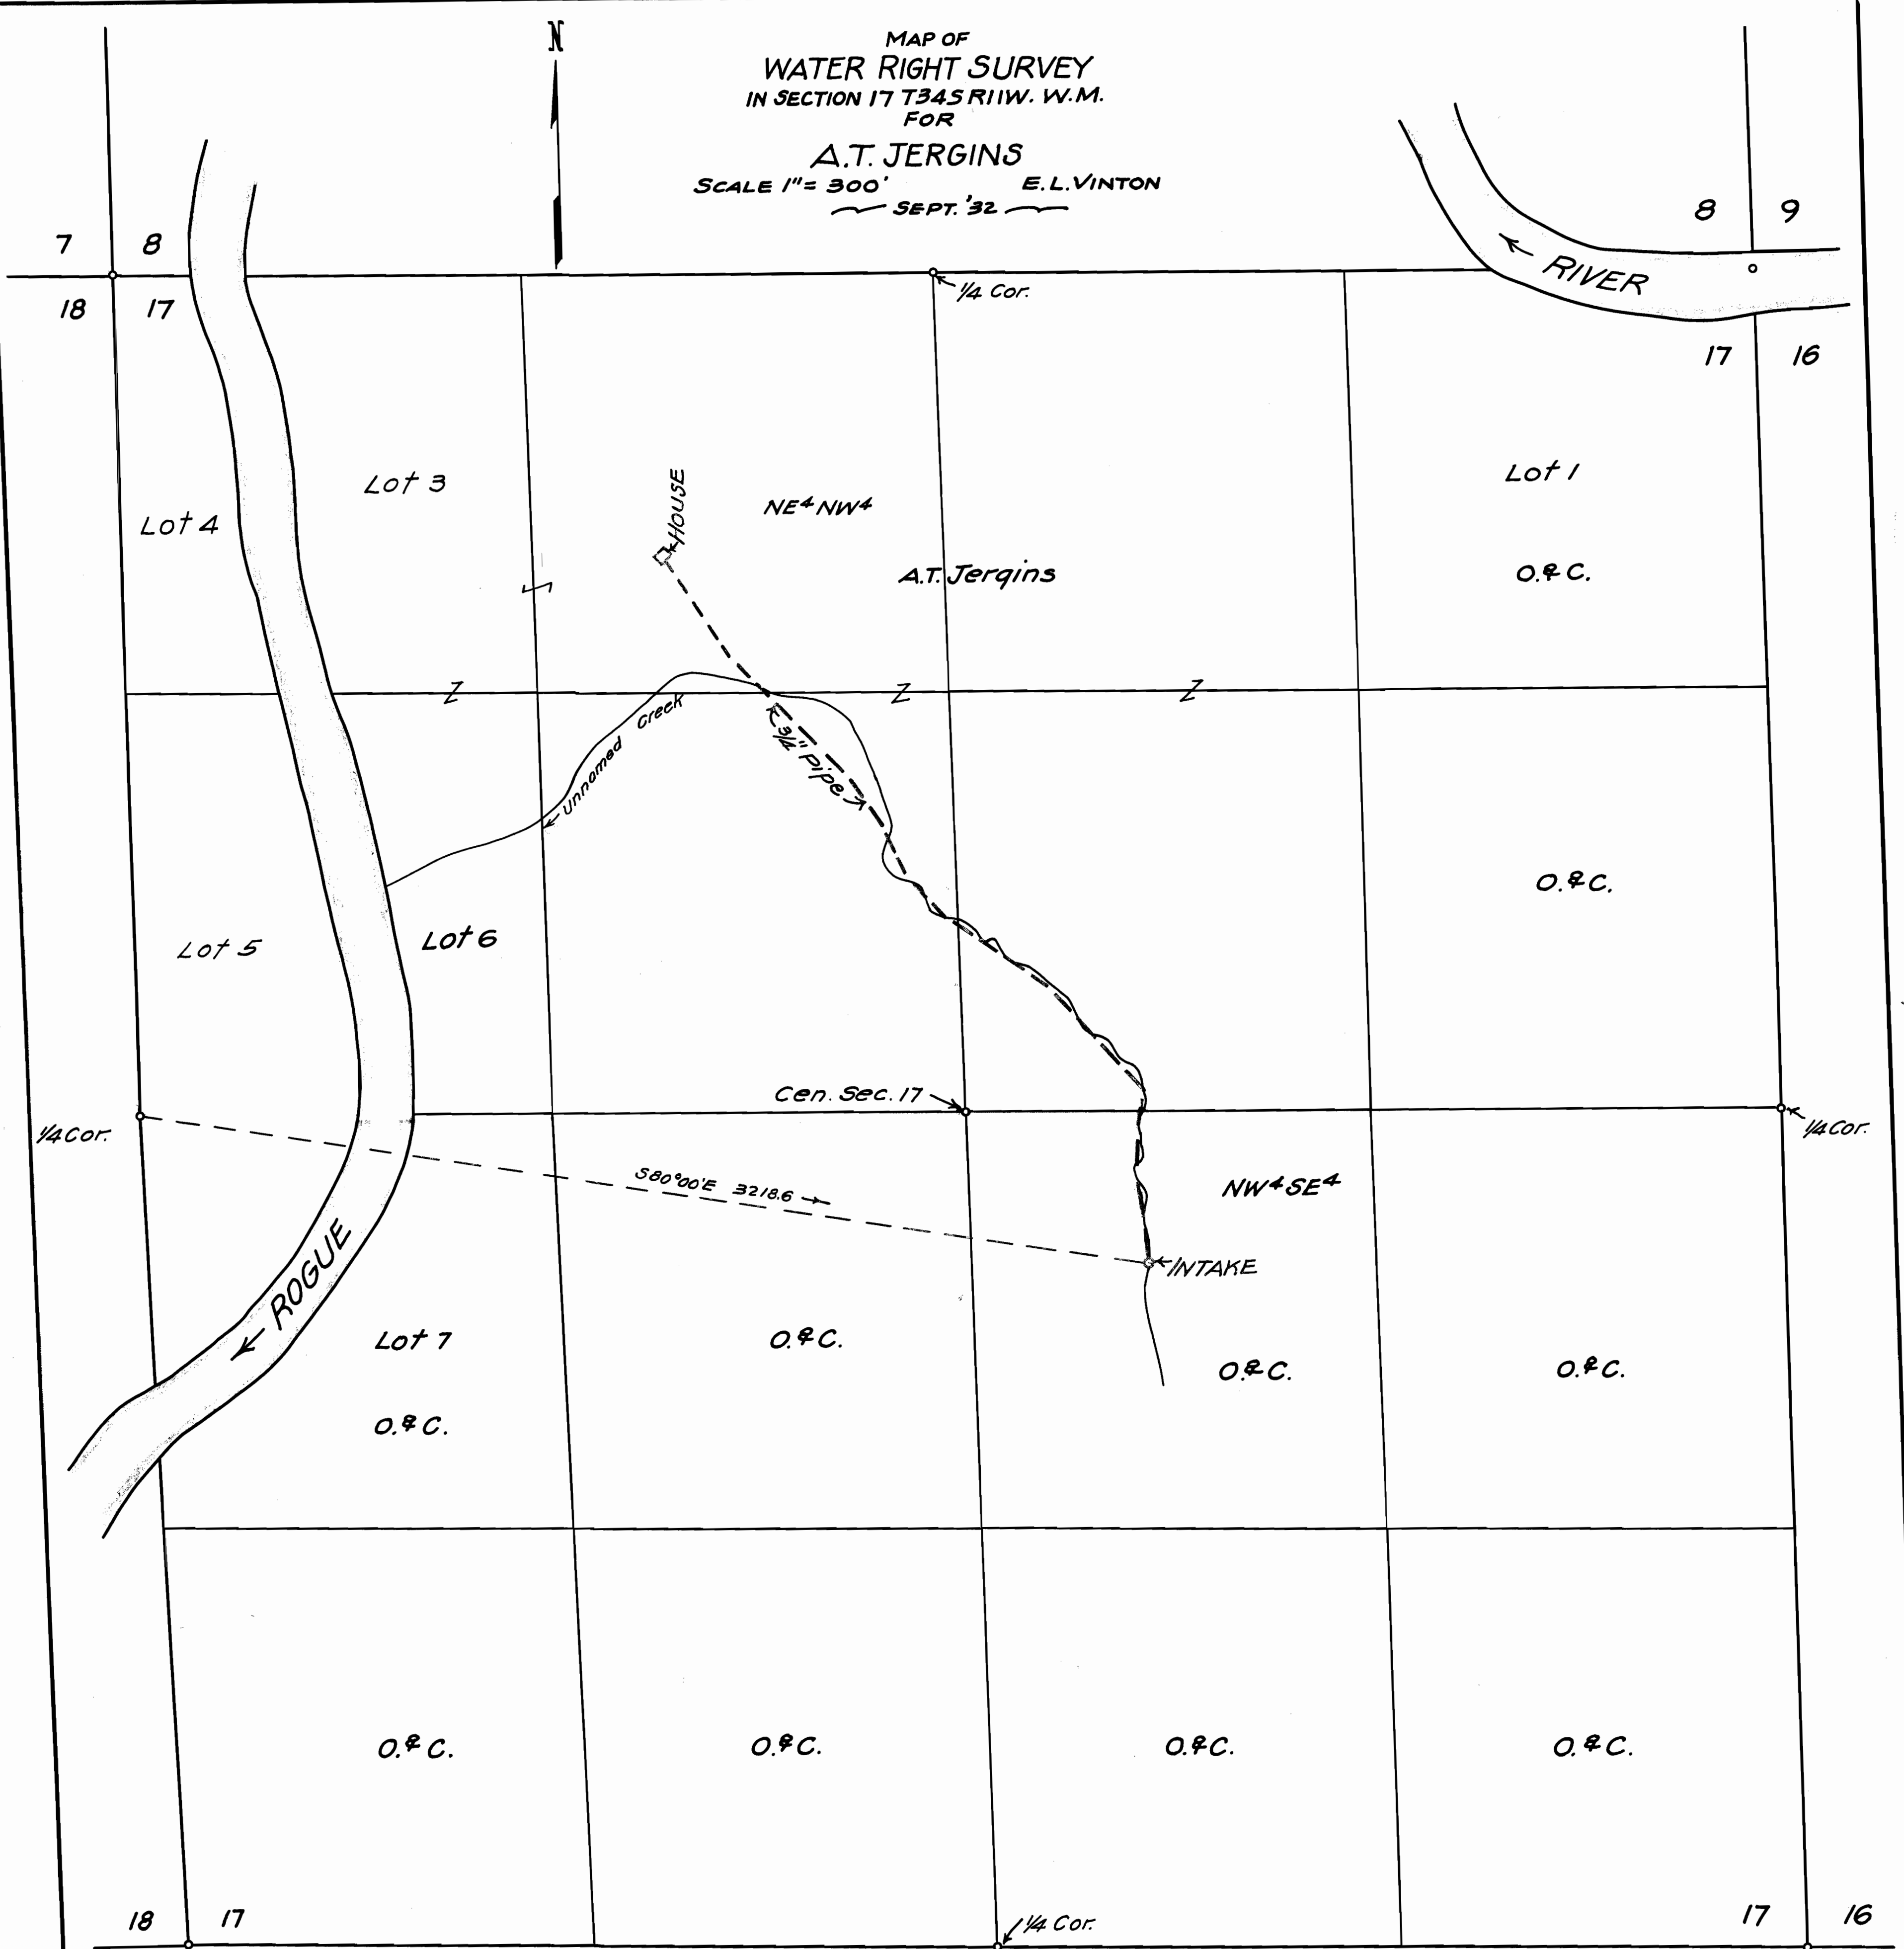 N
MAP OF
WATER RIGHT SURVEY
IN SECTION 17 T34S R11W. W.M.
FOR
A.T. JERGINS
SCALE 1"= 300' E.L. VINTON
SEPT. '32
7 8
8 9
RIVER
18 17
1/4 Cor.
17 16
Lot 3
HOUSE
NE4 NW4
Lot 1
Lot 4
A.T. Jergins
O.&C.
Z Z Z
Unnamed Creek
3/4" Pipe
O.&C.
Lot 5
Lot 6
Cen. Sec. 17
1/4 Cor.
1/4 Cor.
S80°00'E 3218.6
NW4 SE4
INTAKE
ROGUE
Lot 7
O.&C.
O.&C.
O.&C.
O.&C.
O.&C.
O.&C.
O.&C.
O.&C.
18 17
1/4 Cor.
17 16